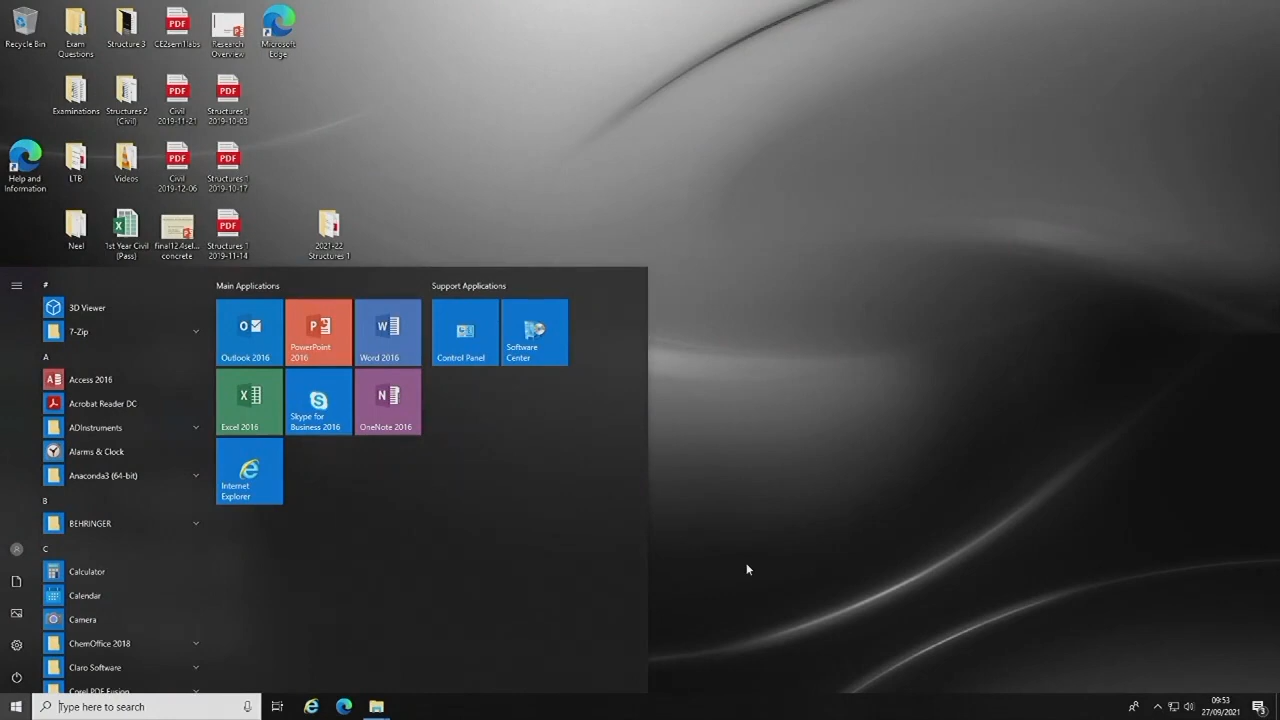 Recycle Bin
Exam
Questions
Structure 3
CE2sem1labs
Research
Overview
Microsoft
Edge
Examinations
Structures 2
(Civil)
Civil
2019-11-21
Structures 1
2019-10-03
Help and
Information
LTB
Videos
Civil
2019-12-06
Structures 1
2019-10-17
Neel
1st Year Civil
(Pass)
final12.4sel...
concrete
Structures 1
2019-11-14
2021-22
Structures 1
#
3D Viewer
7-Zip
A
Access 2016
Acrobat Reader DC
ADInstruments
Alarms & Clock
Anaconda3 (64-bit)
B
BEHRINGER
C
Calculator
Calendar
Camera
ChemOffice 2018
Claro Software
Corel PDF Fusion
Main Applications
Outlook 2016
PowerPoint
2016
Word 2016
Excel 2016
Skype for
Business 2016
OneNote 2016
Internet
Explorer
Support Applications
Control Panel
Software
Center
Type here to search
09:53
27/09/2021